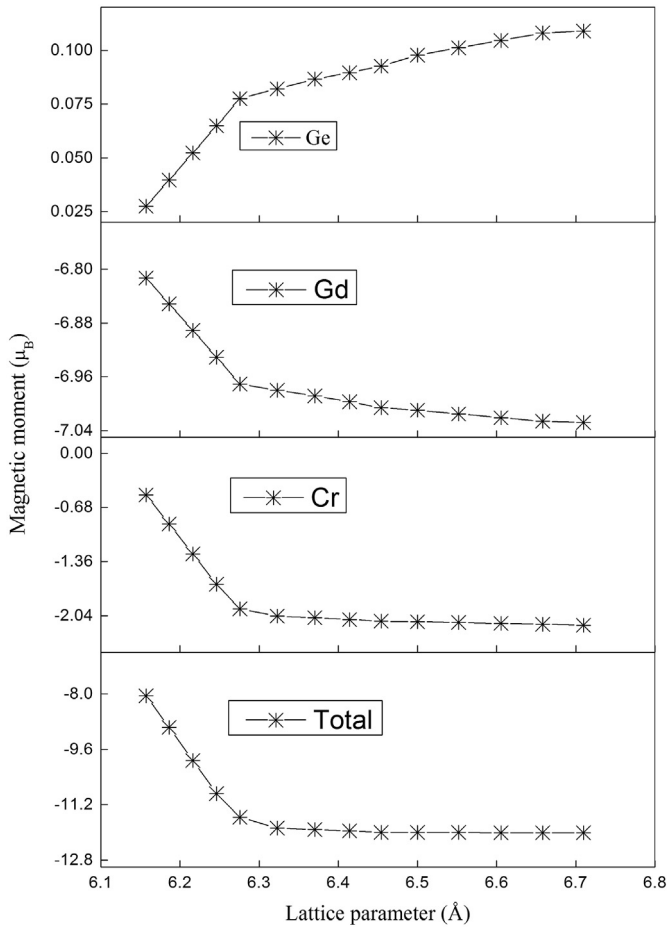 0.100
0.075
0.050
0.025
Ge
-6.80
-6.88
-6.96
-7.04
Gd
Magnetic moment (μB)
0.00
-0.68
-1.36
-2.04
Cr
-8.0
-9.6
-11.2
-12.8
Total
6.1 6.2 6.3 6.4 6.5 6.6 6.7 6.8
Lattice parameter (Å)